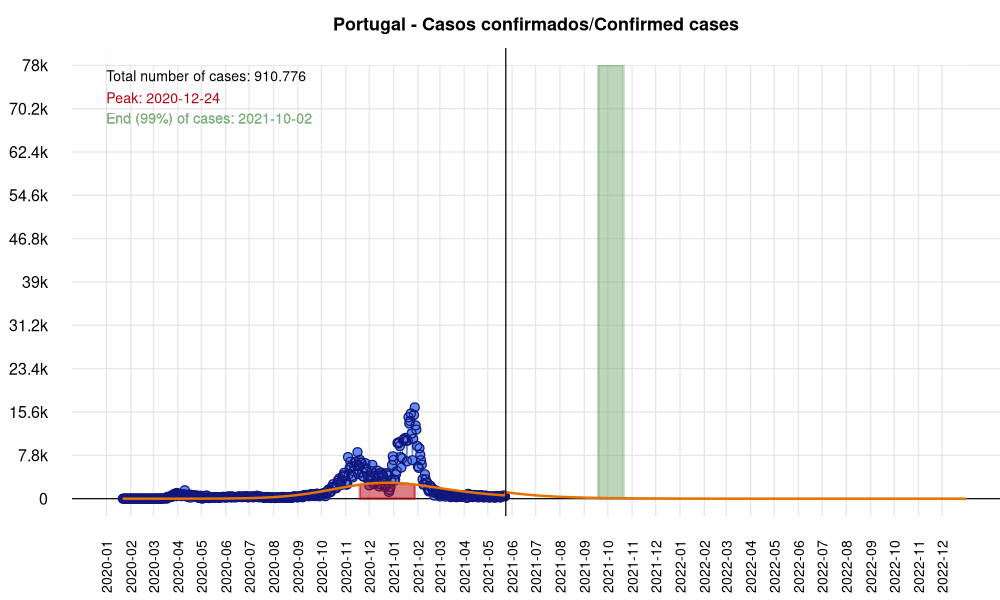 Portugal - Casos confirmados/Confirmed cases
Total number of cases: 910.776
Peak: 2020-12-24
End (99%) of cases: 2021-10-02
78k
70.2k
62.4k
54.6k
46.8k
39k
31.2k
23.4k
15.6k
7.8k
0
2020-01
2020-02
2020-03
2020-04
2020-05
2020-06
2020-07
2020-08
2020-09
2020-10
2020-11
2020-12
2021-01
2021-03
2021-04
2021-05
2021-06
2021-07
2021-08
2021-09
2021-10
2021-11
2021-12
2022-02
2022-03
2022-04
2022-05
2022-06
2022-07
2022-08
2022-09
2022-10
2022-11
2022-12